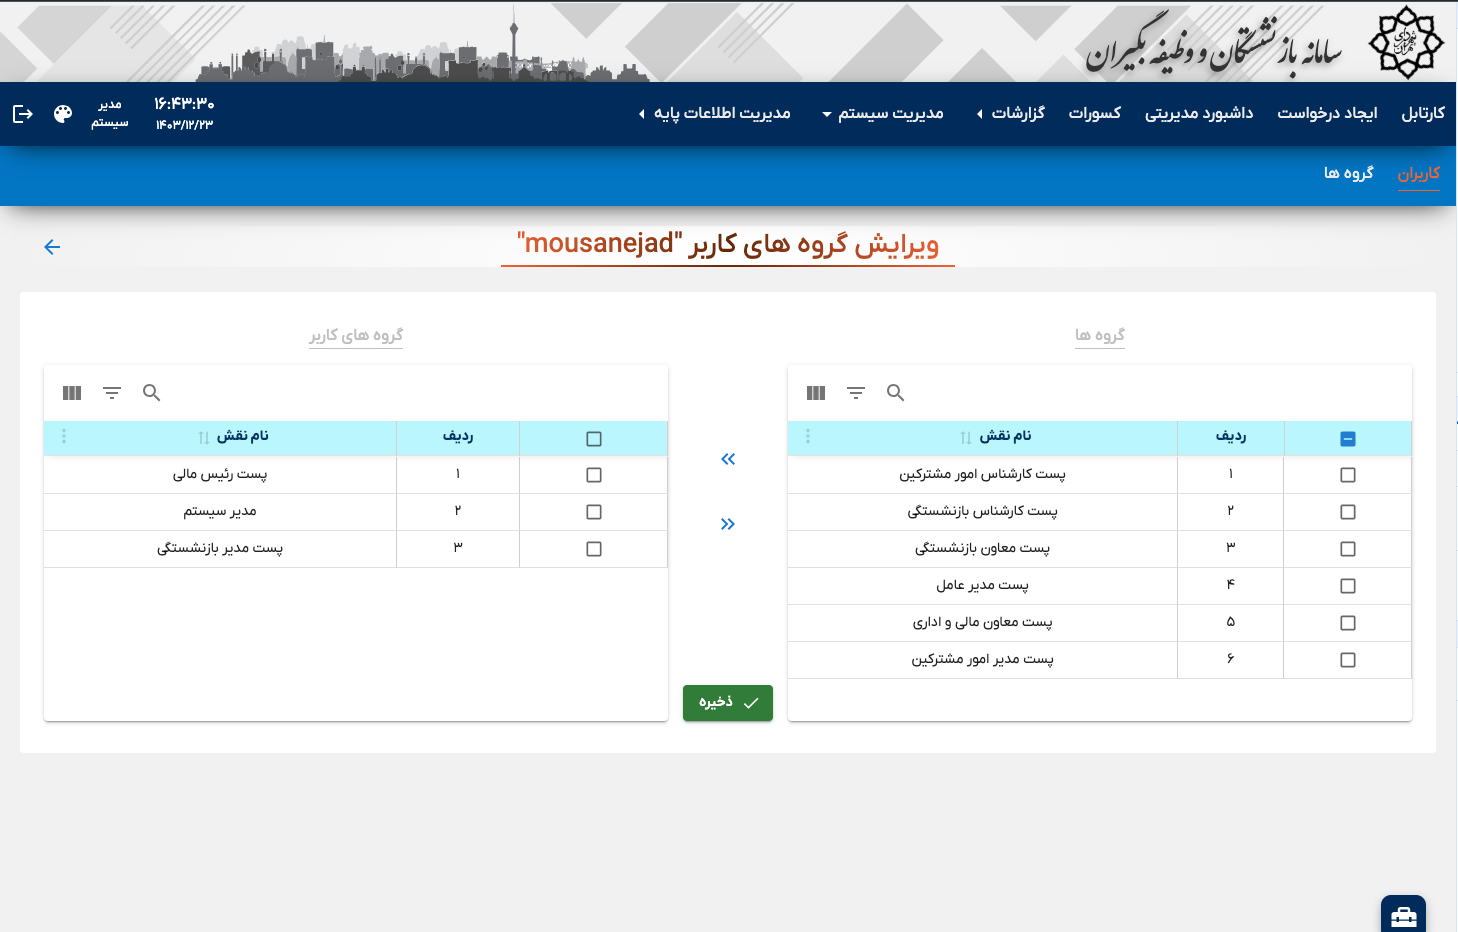 سامانه بازنشستگان و وظیفه بگیران
کارتابل
ایجاد درخواست
داشبورد مدیریتی
کسورات
گزارشات
مدیریت سیستم
مدیریت اطلاعات پایه
۱۶:۴۳:۳۰
۱۴۰۳/۱۲/۲۳
مدیر
سیستم
کاربران
گروه ها
ویرایش گروه های کاربر "mousanejad"
گروه ها
ردیف
نام نقش
۱ پست کارشناس امور مشترکین
۲ پست کارشناس بازنشستگی
۳ پست معاون بازنشستگی
۴ پست مدیر عامل
۵ پست معاون مالی و اداری
۶ پست مدیر امور مشترکین
ذخیره
گروه های کاربر
ردیف
نام نقش
۱ پست رئیس مالی
۲ مدیر سیستم
۳ پست مدیر بازنشستگی